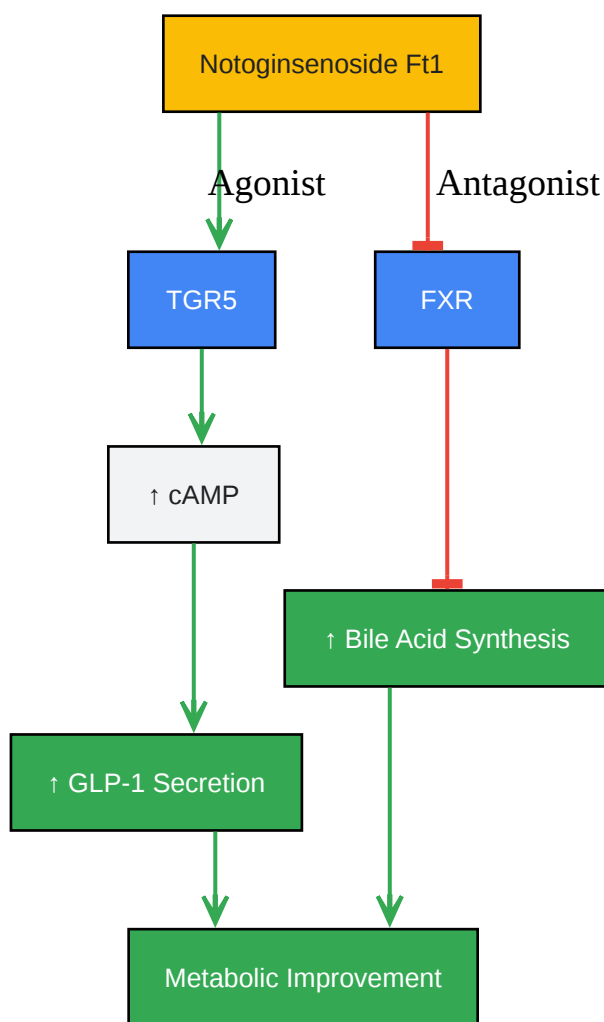 Notoginsenoside Ft1
Agonist
Antagonist
TGR5
FXR
↑ cAMP
↑ Bile Acid Synthesis
↑ GLP-1 Secretion
Metabolic Improvement